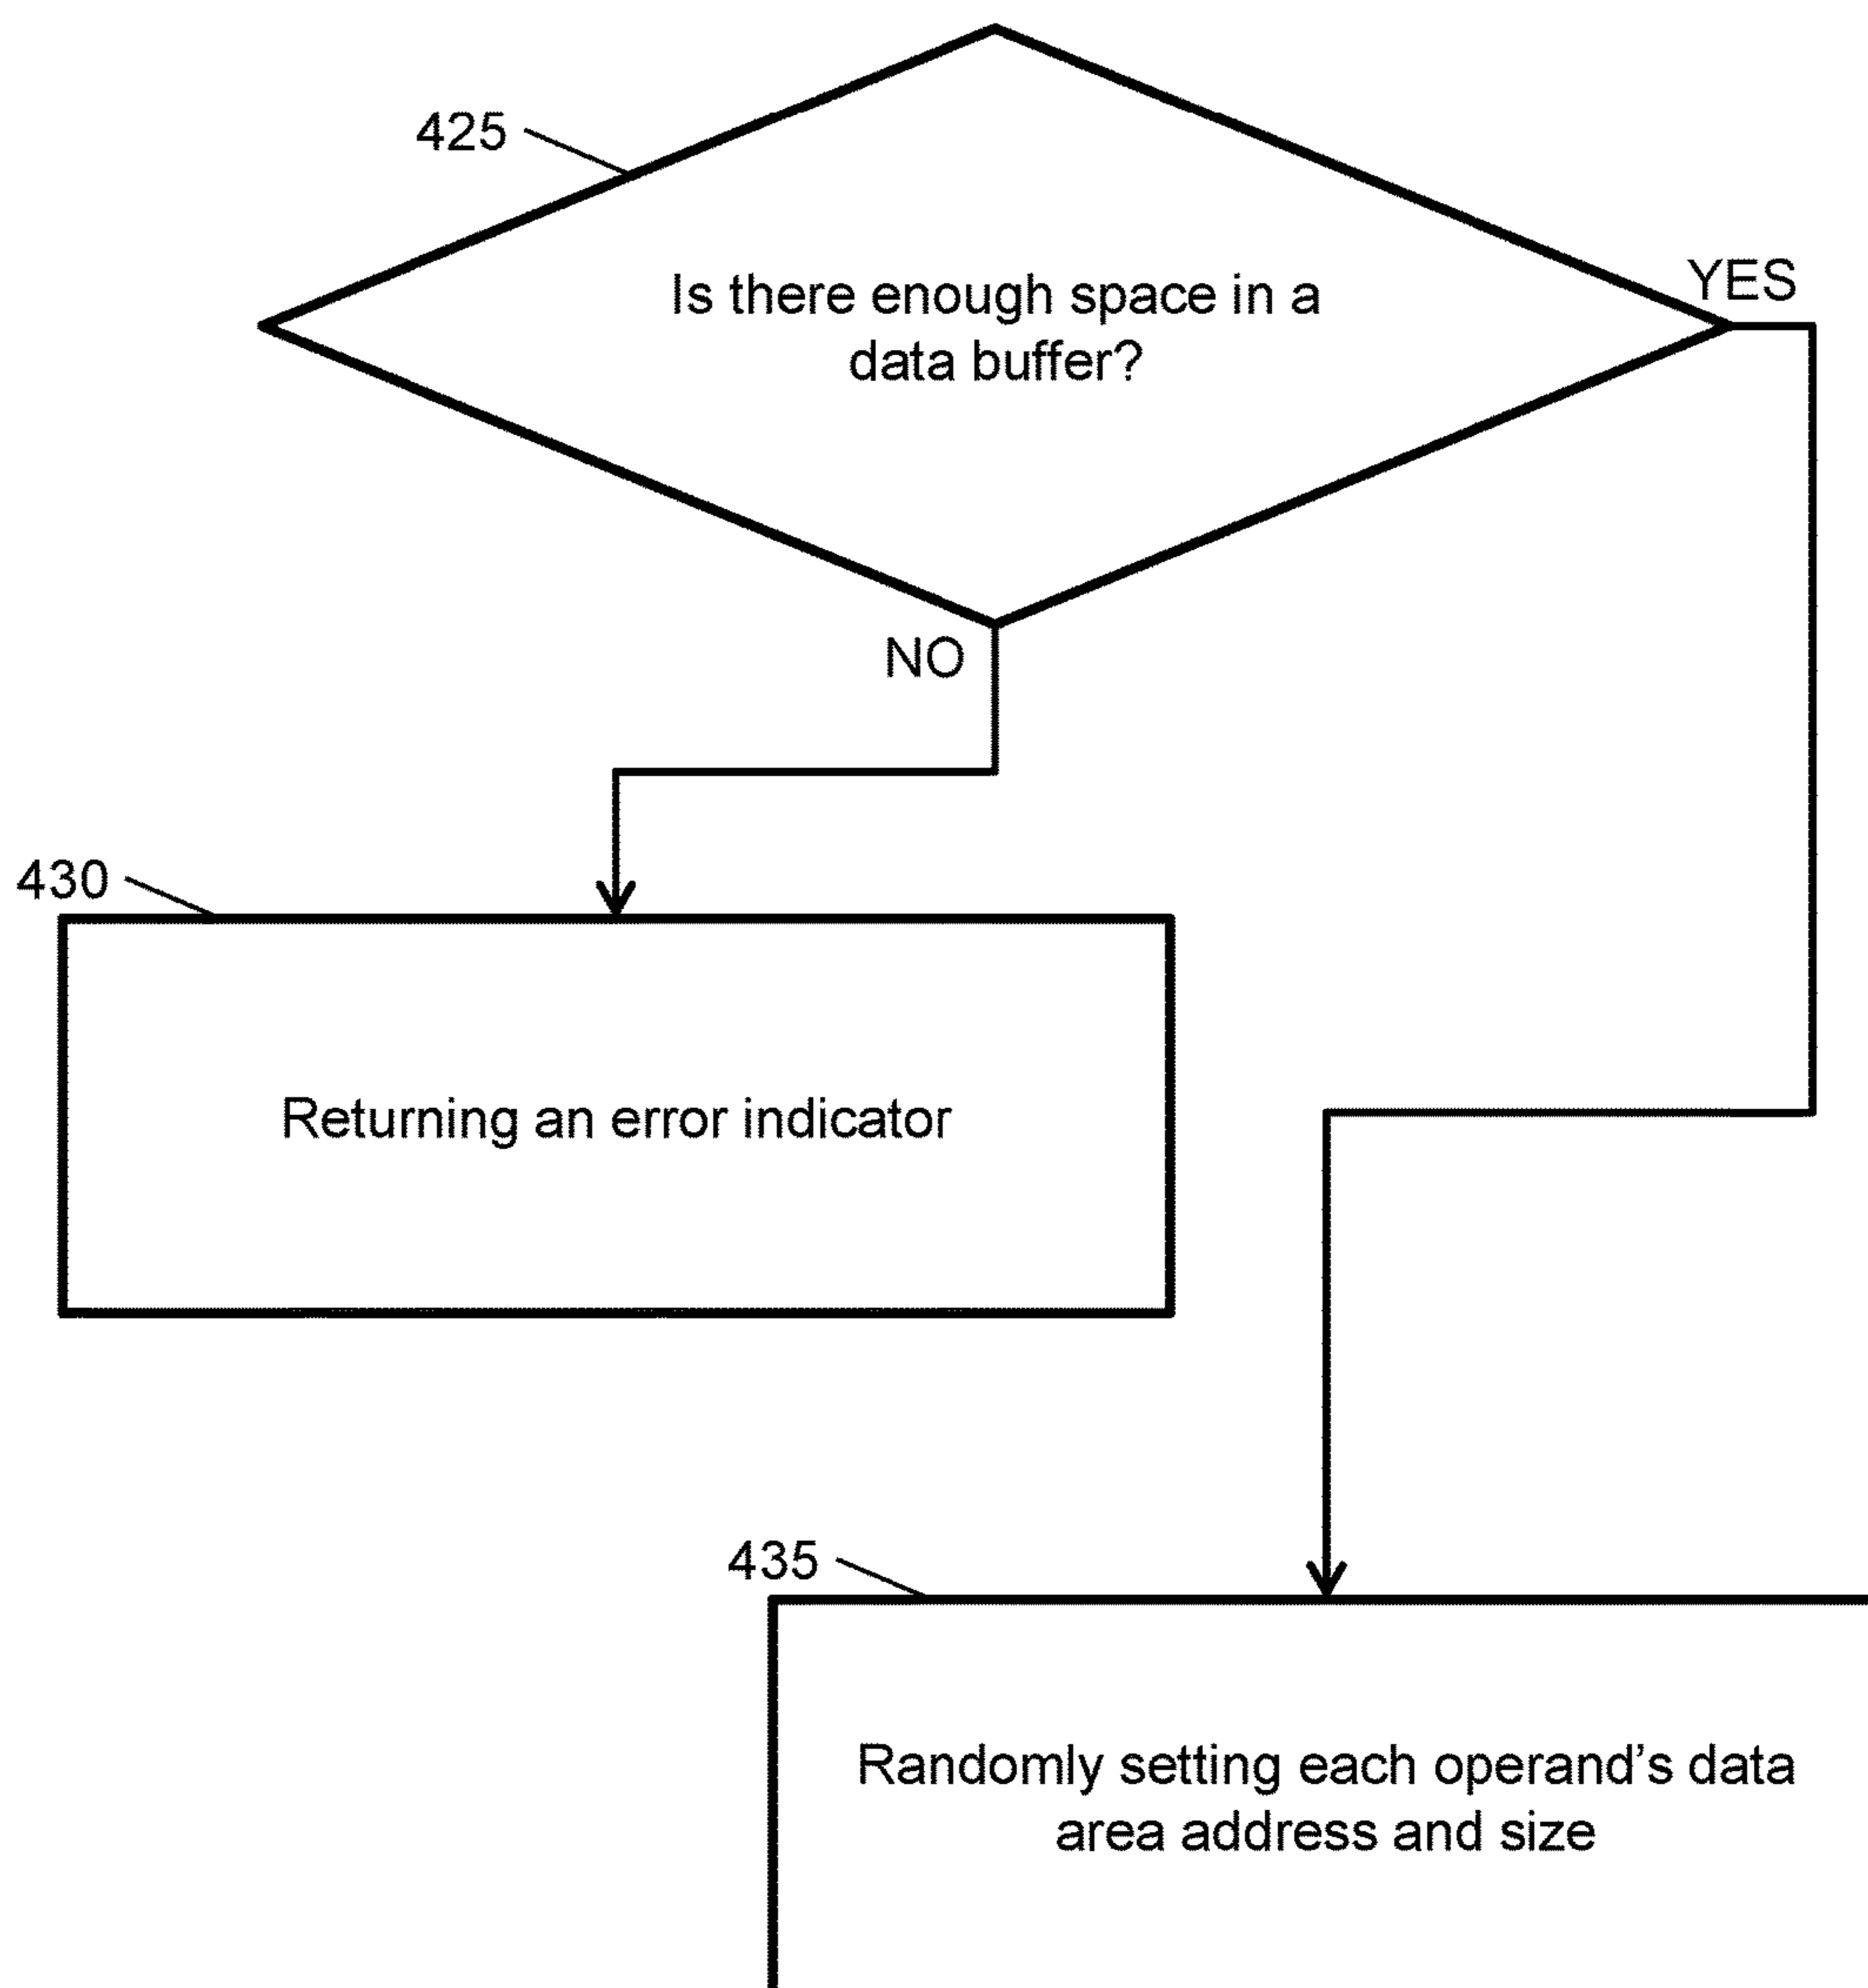 425
Is there enough space in a
data buffer?
YES
NO
430
Returning an error indicator
435
Randomly setting each operand’s data
area address and size